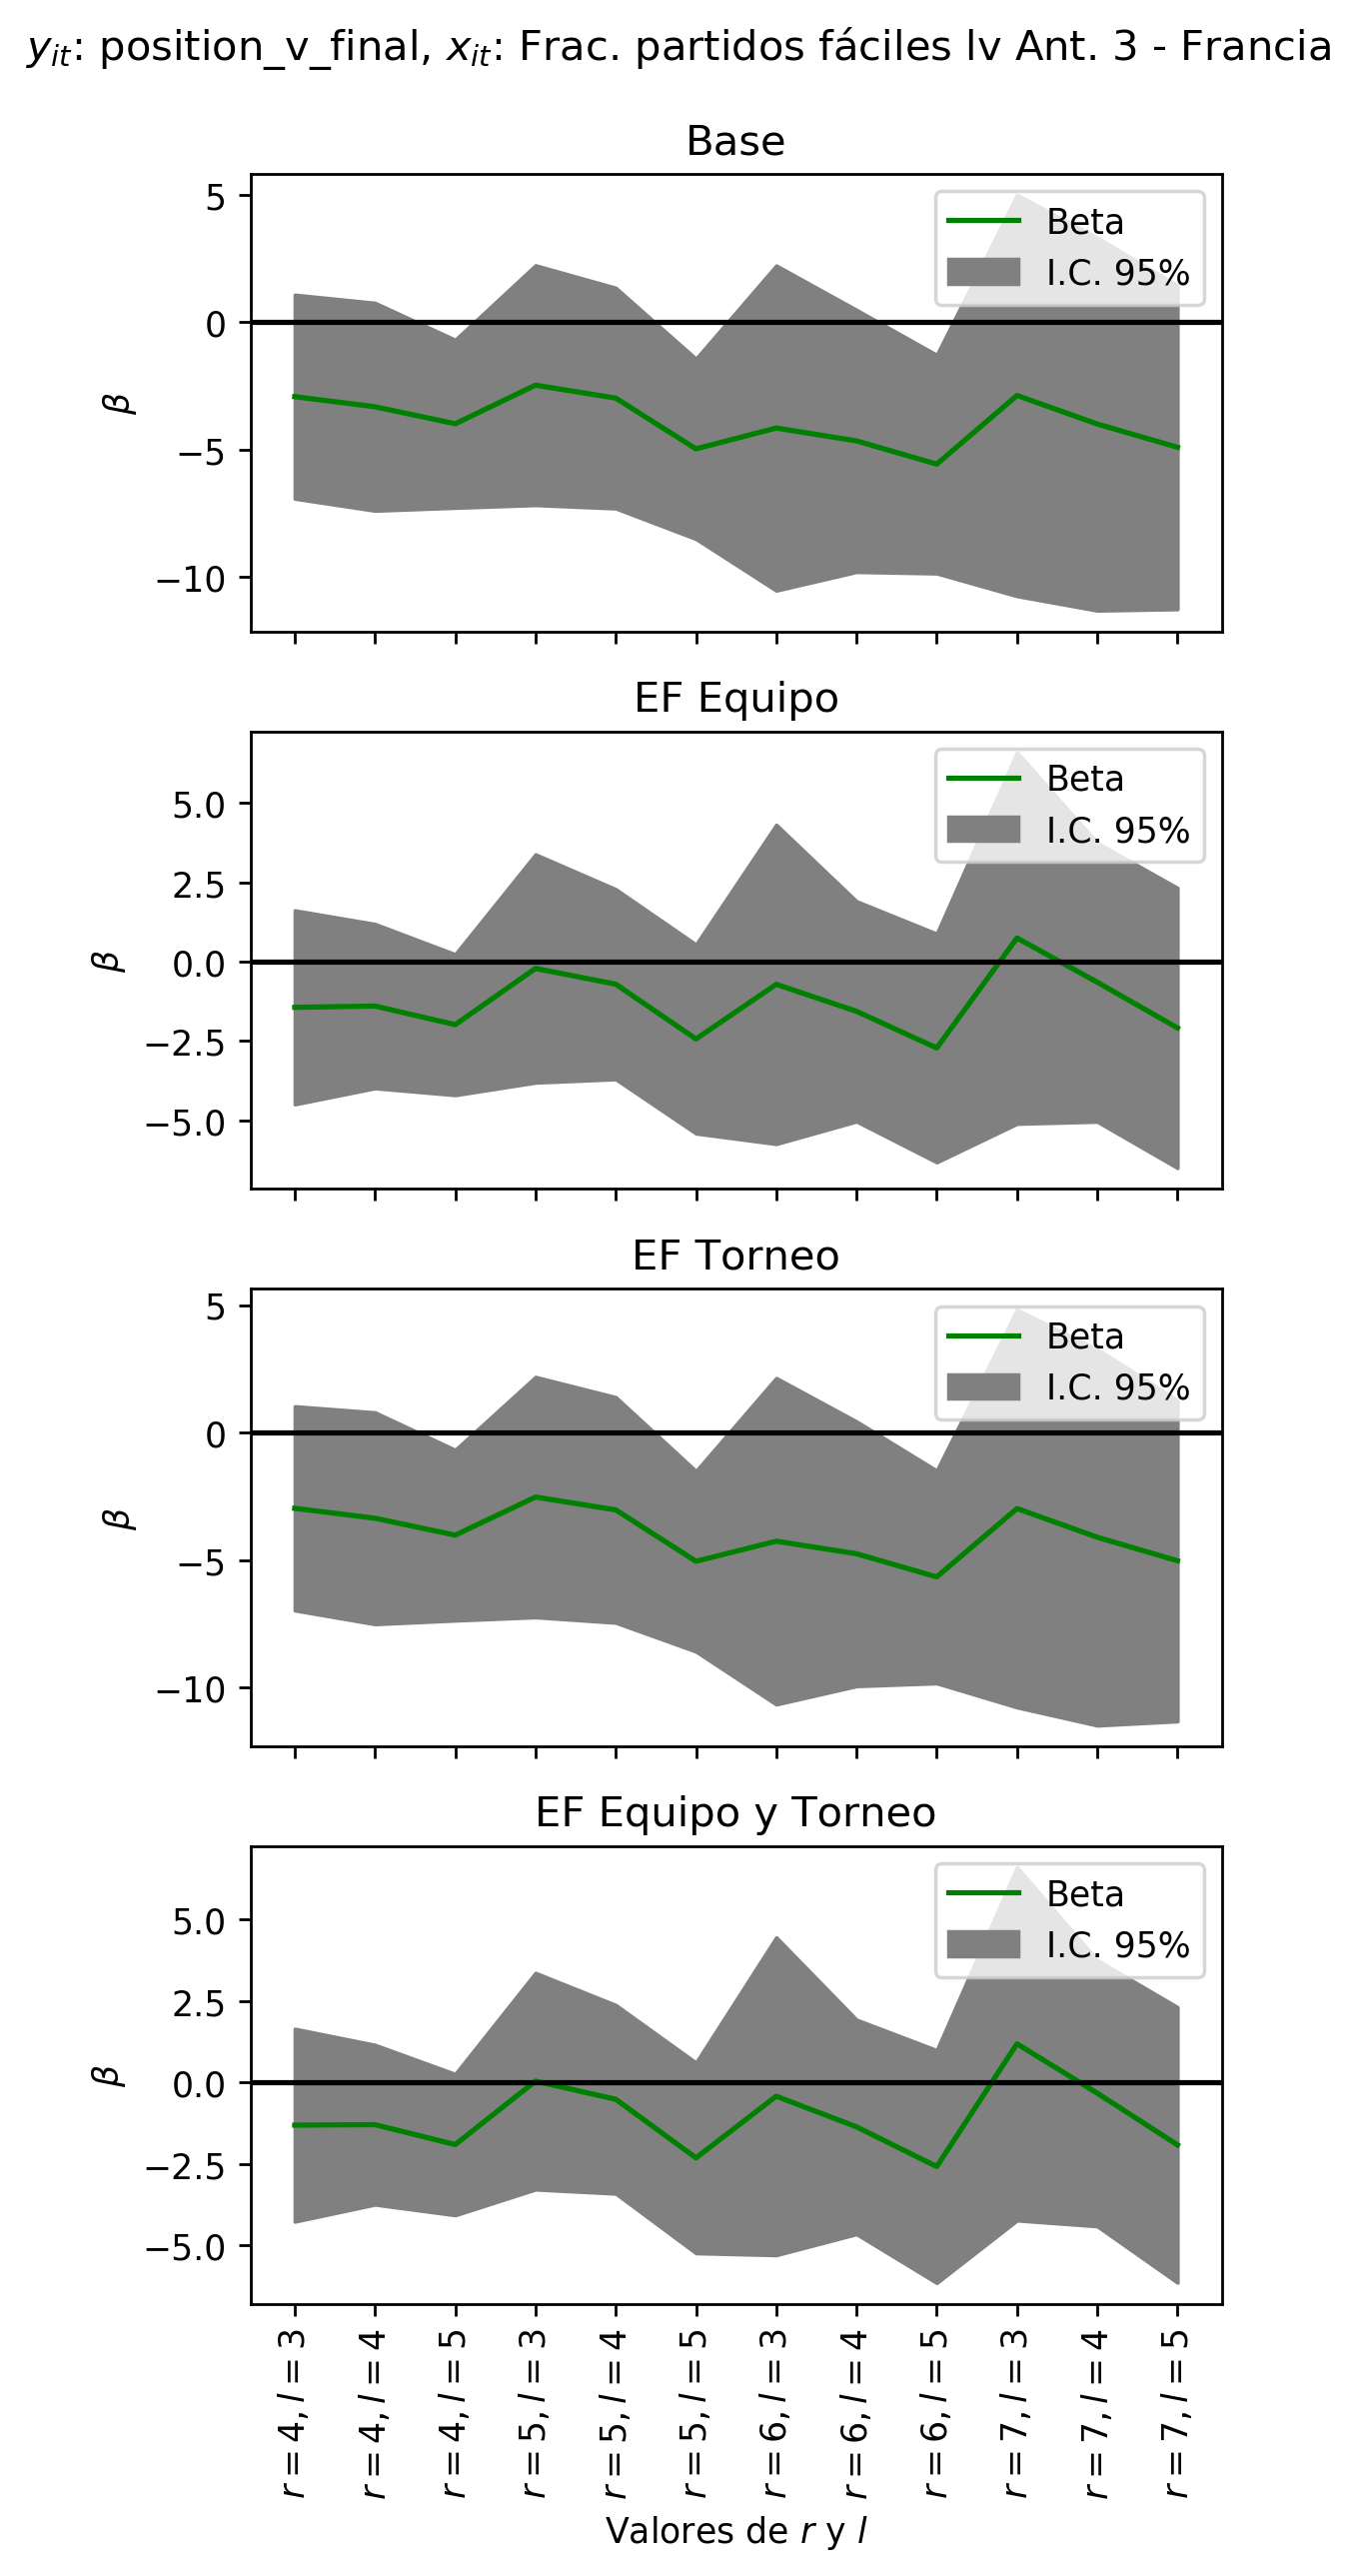 y_it: position_v_final, x_it: Frac. partidos fáciles lv Ant. 3 - Francia
Base
Beta
I.C. 95%
5
0
−5
−10
β
EF Equipo
Beta
I.C. 95%
5.0
2.5
0.0
−2.5
−5.0
β
EF Torneo
Beta
I.C. 95%
5
0
−5
−10
β
EF Equipo y Torneo
Beta
I.C. 95%
5.0
2.5
0.0
−2.5
−5.0
β
r = 4, l = 3
r = 4, l = 4
r = 4, l = 5
r = 5, l = 3
r = 5, l = 4
r = 5, l = 5
r = 6, l = 3
r = 6, l = 4
r = 6, l = 5
r = 7, l = 3
r = 7, l = 4
r = 7, l = 5
Valores de r y l